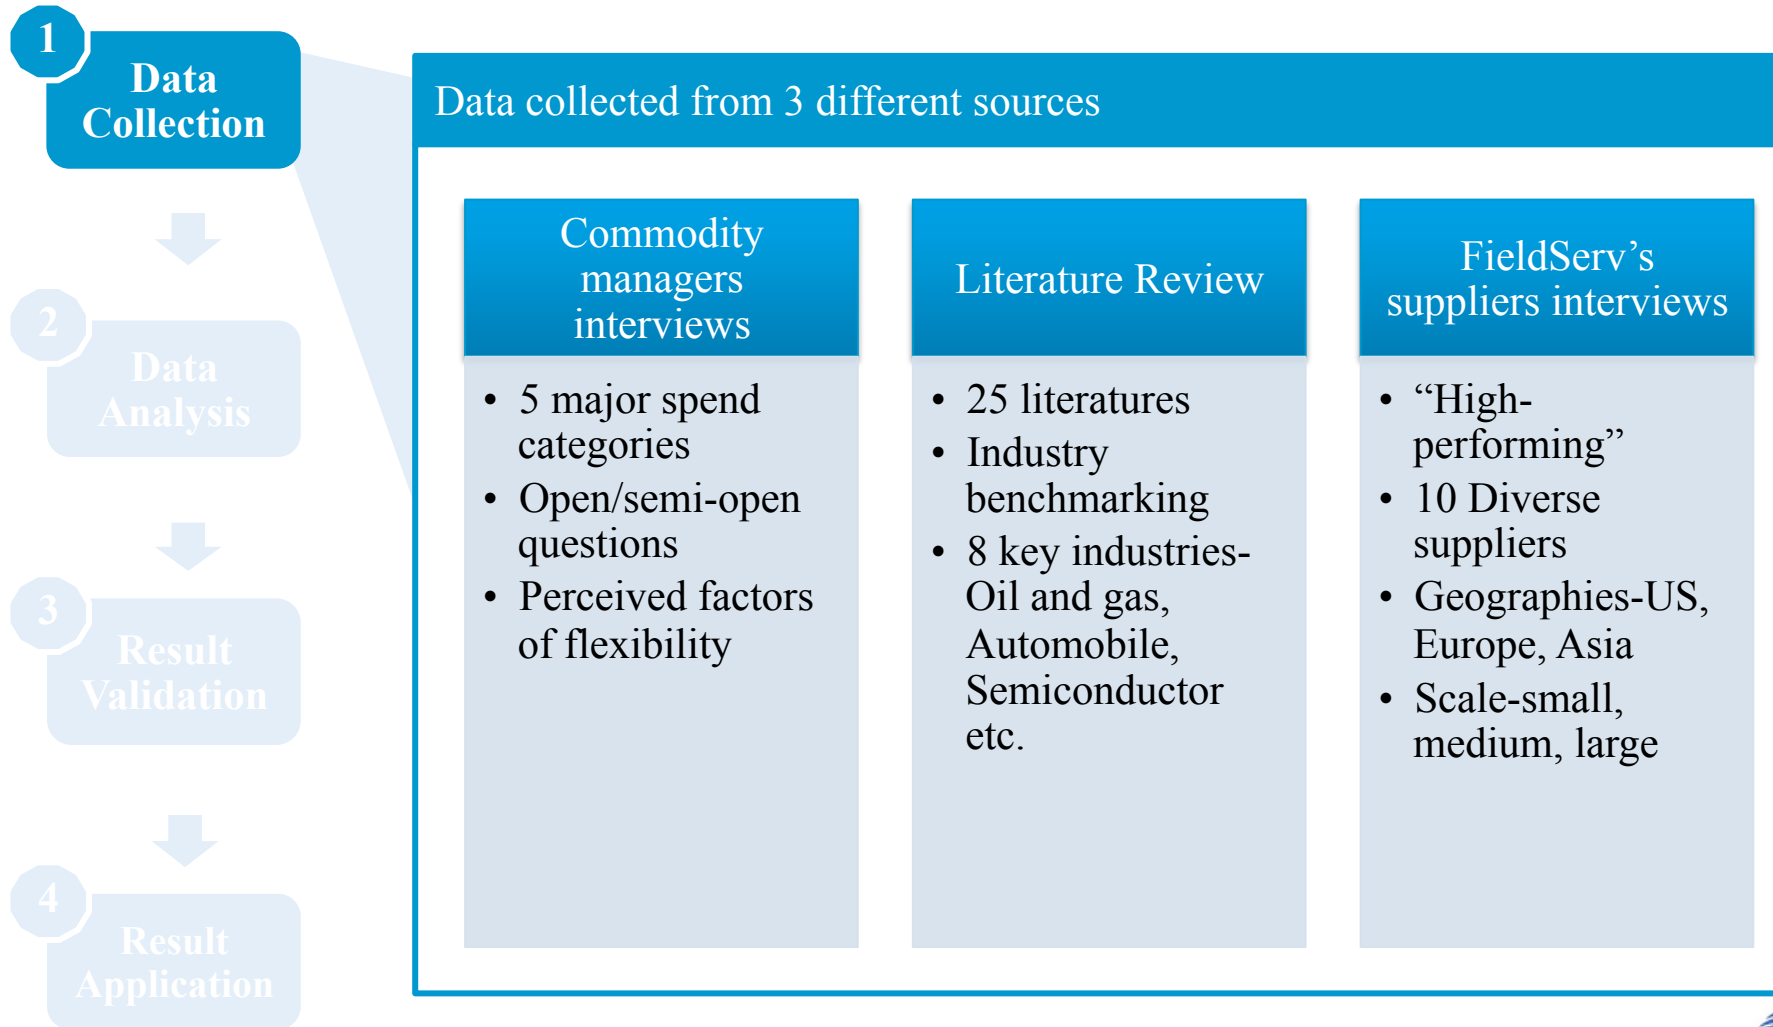 1
Data
Collection
2
Data
Analysis
3
Result
Validation
4
Result
Application
Data collected from 3 different sources
Commodity
managers
interviews
• 5 major spend
categories
• Open/semi-open
questions
• Perceived factors
of flexibility
Literature Review
• 25 literatures
• Industry
benchmarking
• 8 key industries-
Oil and gas,
Automobile,
Semiconductor
etc.
FieldServ’s
suppliers interviews
• “High-
performing”
• 10 Diverse
suppliers
• Geographies-US,
Europe, Asia
• Scale-small,
medium, large